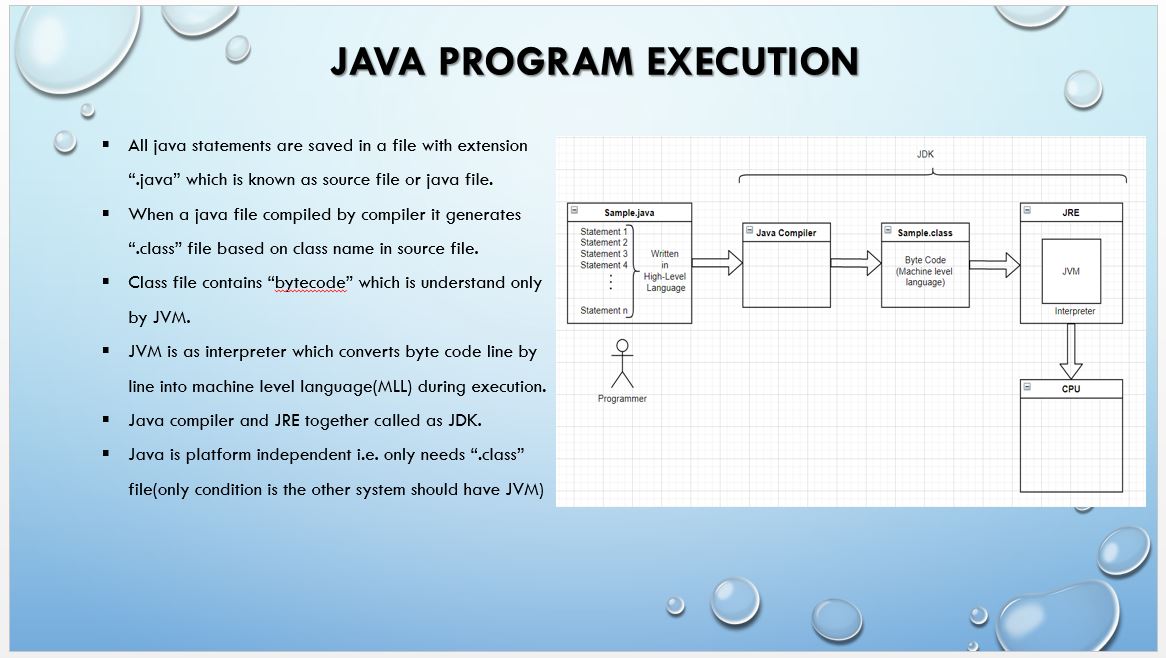 JAVA PROGRAM EXECUTION
All java statements are saved in a file with extension
“.java” which is known as source file or java file.
When a java file compiled by compiler it generates
“.class” file based on class name in source file.
Class file contains “bytecode” which is understand only
by JVM.
JVM is as interpreter which converts byte code line by
line into machine level language(MLL) during execution.
Java compiler and JRE together called as JDK.
Java is platform independent i.e. only needs “.class”
file(only condition is the other system should have JVM)
JDK
Sample.java
Statement 1
Statement 2
Statement 3
Statement 4
Statement n
Written
in
High-Level
Language
Programmer
Java Compiler
Sample.class
Byte Code
(Machine level
language)
JRE
JVM
Interpreter
CPU